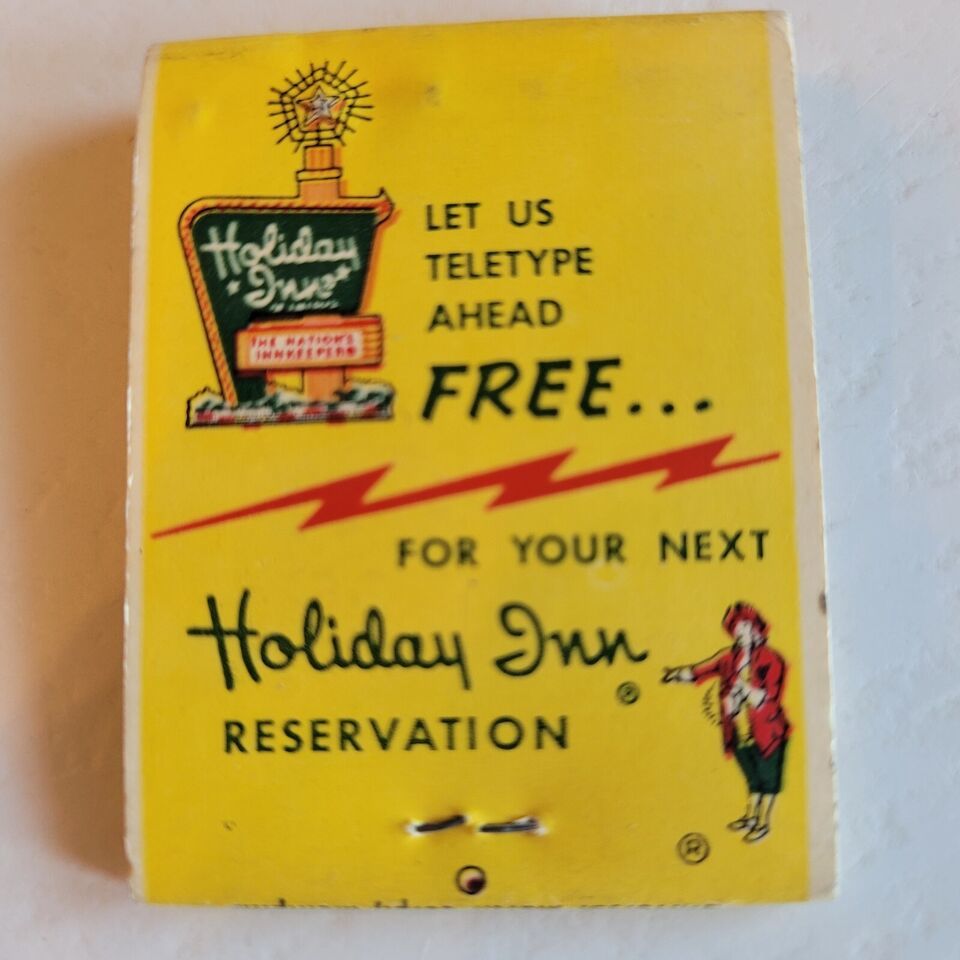 Holiday
Inn
THE NATION'S
INNKEEPERS
LET US
TELETYPE
AHEAD
FREE...
FOR YOUR NEXT
Holiday Inn
®
RESERVATION
®